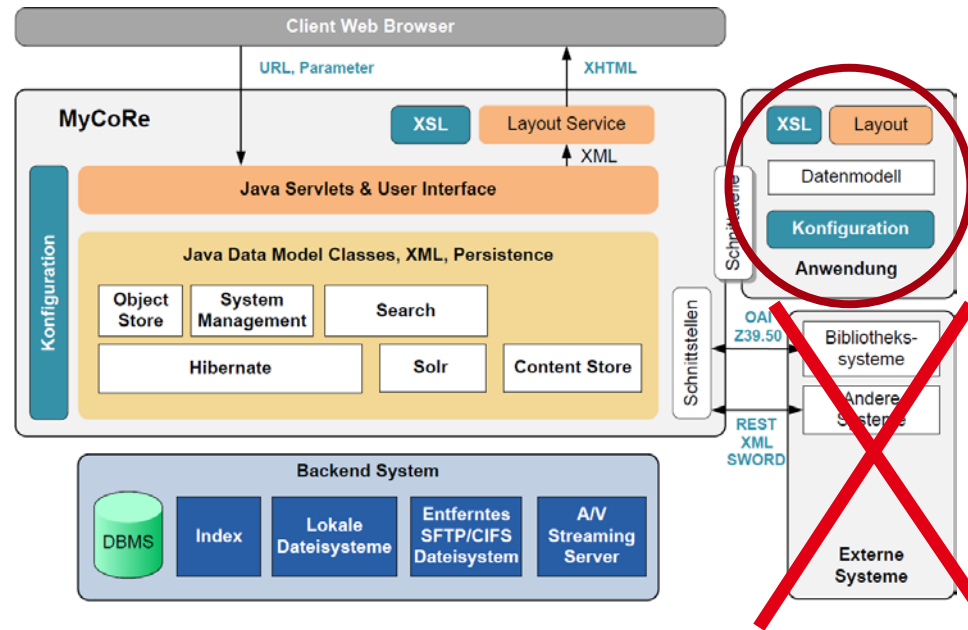 Client Web Browser
URL, Parameter
XHTML
MyCoRe
XSL
Layout Service
XML
Java Servlets & User Interface
Konfiguration
Java Data Model Classes, XML, Persistence
Object
Store
System
Management
Search
Hibernate
Solr
Content Store
Schnittstelle
Schnittstellen
XSL
Layout
Datenmodell
Konfiguration
Anwendung
OAI
Z39.50
REST
XML
SWORD
Bibliotheks-
systeme
Andere
Systeme
Externe
Systeme
Backend System
DBMS
Index
Lokale
Dateisysteme
Entferntes
SFTP/CIFS
Dateisystem
A/V
Streaming
Server